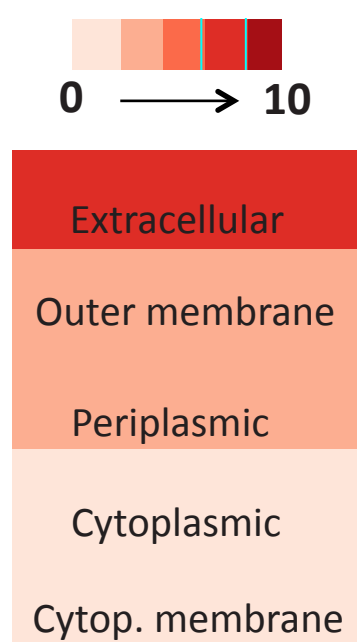 0 10
Extracellular
Outer membrane
Periplasmic
Cytoplasmic
Cytop. membrane